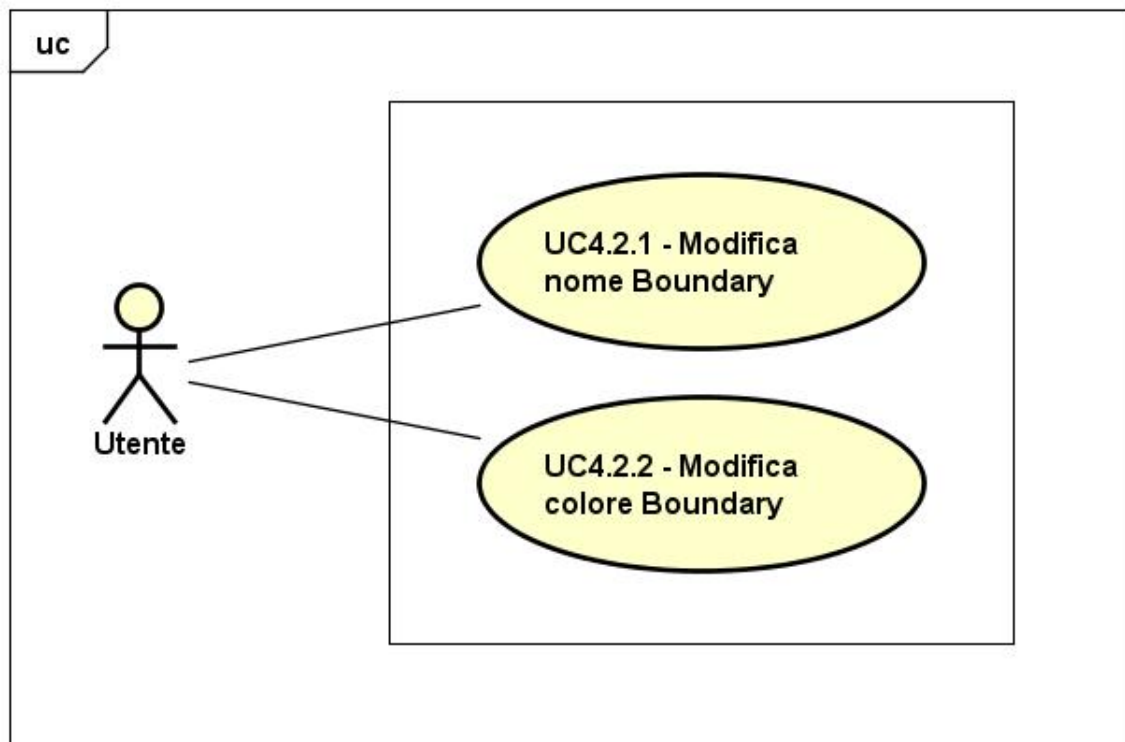 uc
UC4.2.1 - Modifica
nome Boundary
Utente
UC4.2.2 - Modifica
colore Boundary